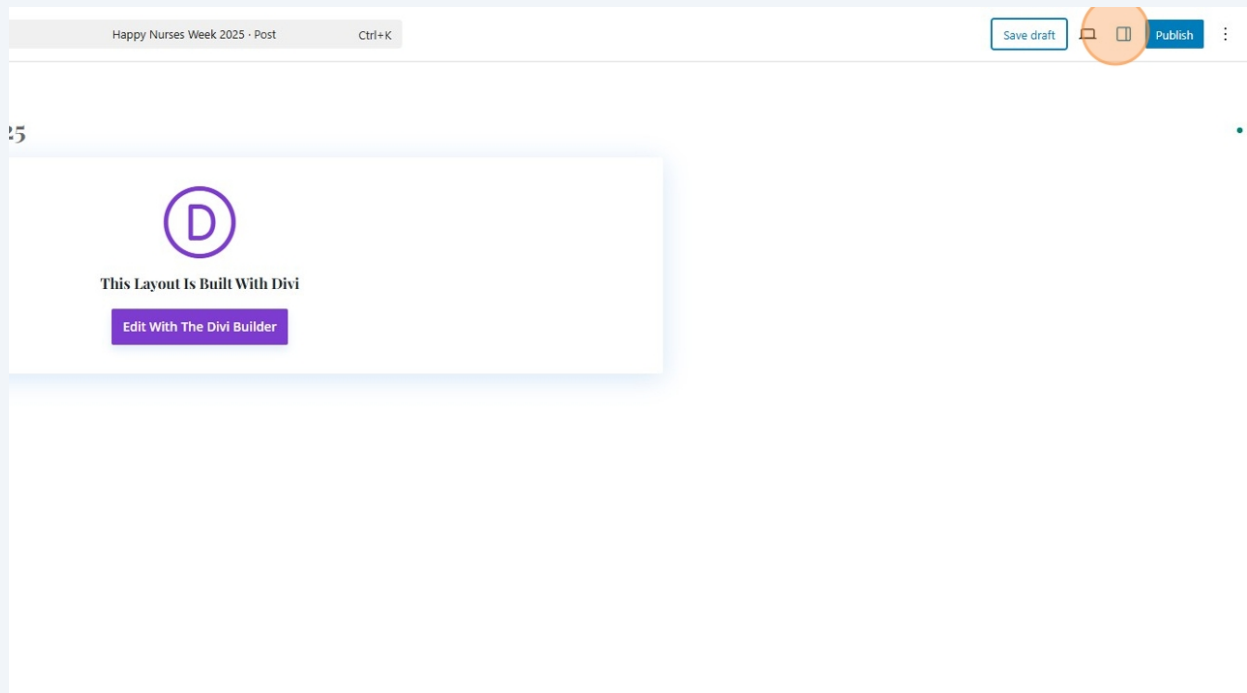 Happy Nurses Week 2025 · Post Ctrl+K
Save draft
Publish
25
D
This Layout Is Built With Divi
Edit With The Divi Builder